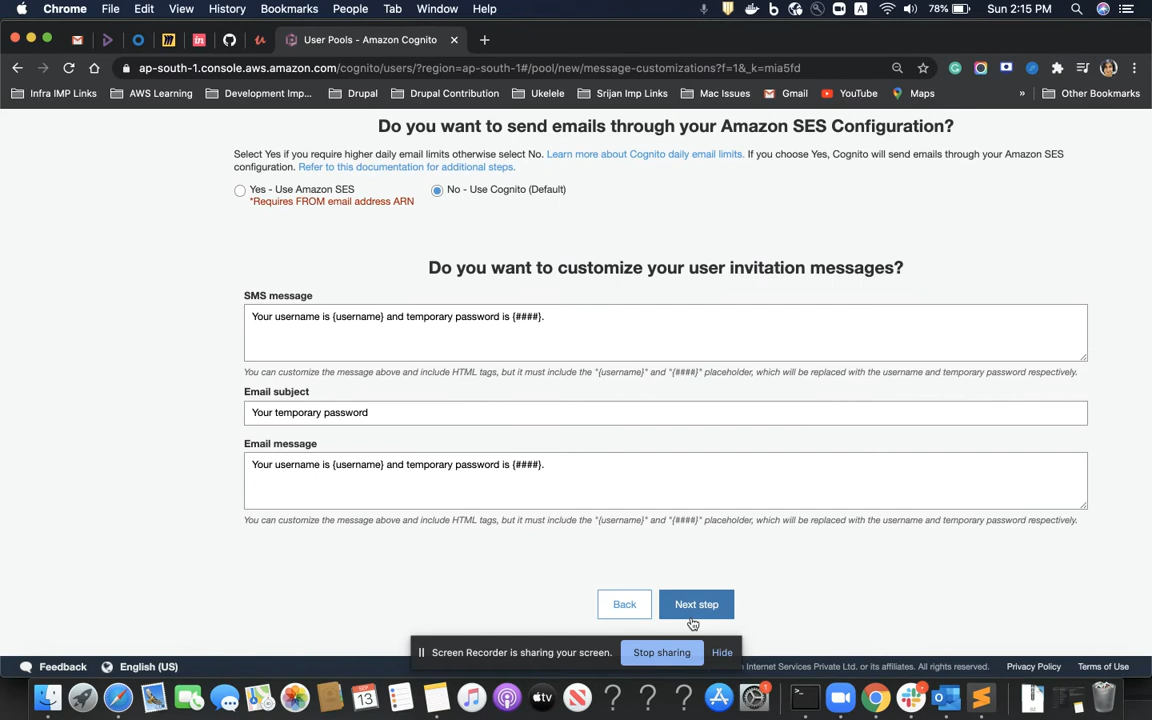 Chrome File Edit View History Bookmarks People Tab Window Help 78% Sun 2:15 PM
User Pools - Amazon Cognito
ap-south-1.console.aws.amazon.com/cognito/users/?region=ap-south-1#/pool/new/message-customizations?f=1&_k=mia5fd
Infra IMP Links AWS Learning Development Imp... Drupal Drupal Contribution Ukelele Srijan Imp Links Mac Issues Gmail YouTube Maps » Other Bookmarks
Do you want to send emails through your Amazon SES Configuration?
Select Yes if you require higher daily email limits otherwise select No. Learn more about Cognito daily email limits. If you choose Yes, Cognito will send emails through your Amazon SES
configuration. Refer to this documentation for additional steps.
Yes - Use Amazon SES No - Use Cognito (Default)
*Requires FROM email address ARN
Do you want to customize your user invitation messages?
SMS message
Your username is {username} and temporary password is {####}.
You can customize the message above and include HTML tags, but it must include the "{username}" and "{####}" placeholder, which will be replaced with the username and temporary password respectively.
Email subject
Your temporary password
Email message
Your username is {username} and temporary password is {####}.
You can customize the message above and include HTML tags, but it must include the "{username}" and "{####}" placeholder, which will be replaced with the username and temporary password respectively.
Back Next step
Screen Recorder is sharing your screen. Stop sharing Hide
Feedback English (US) Internet Services Private Ltd. or its affiliates. All rights reserved. Privacy Policy Terms of Use